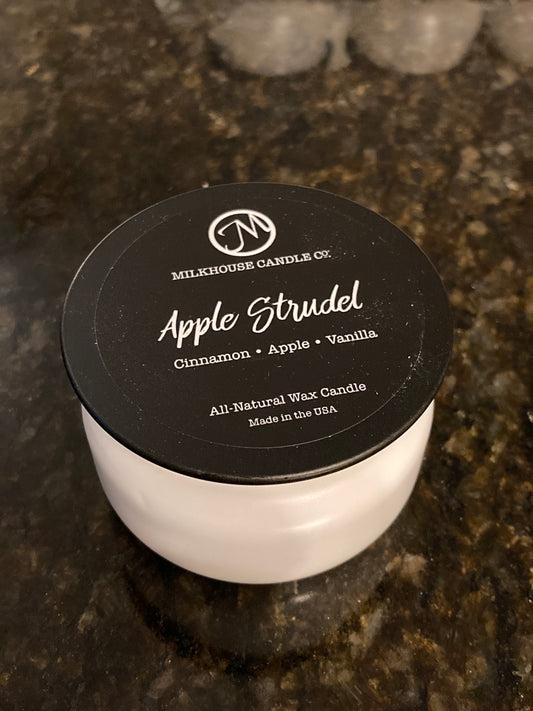 M
MILKHOUSE CANDLE CO.
Apple Strudel
Cinnamon • Apple • Vanilla
All-Natural Wax Candle
Made in the USA